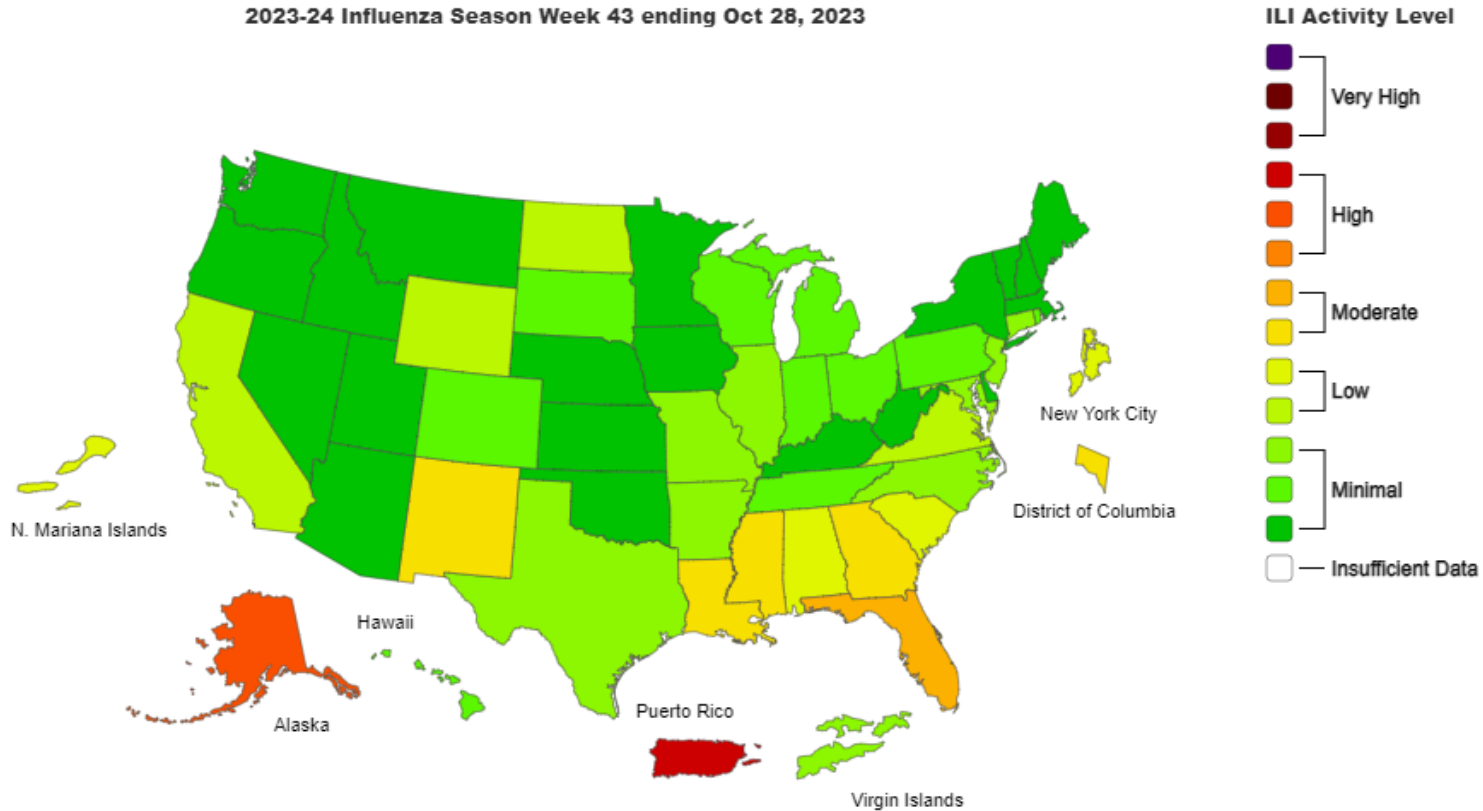 2023-24 Influenza Season Week 43 ending Oct 28, 2023
ILI Activity Level
Very High
High
Moderate
Low
Minimal
Insufficient Data
New York City
District of Columbia
N. Mariana Islands
Hawaii
Alaska
Puerto Rico
Virgin Islands